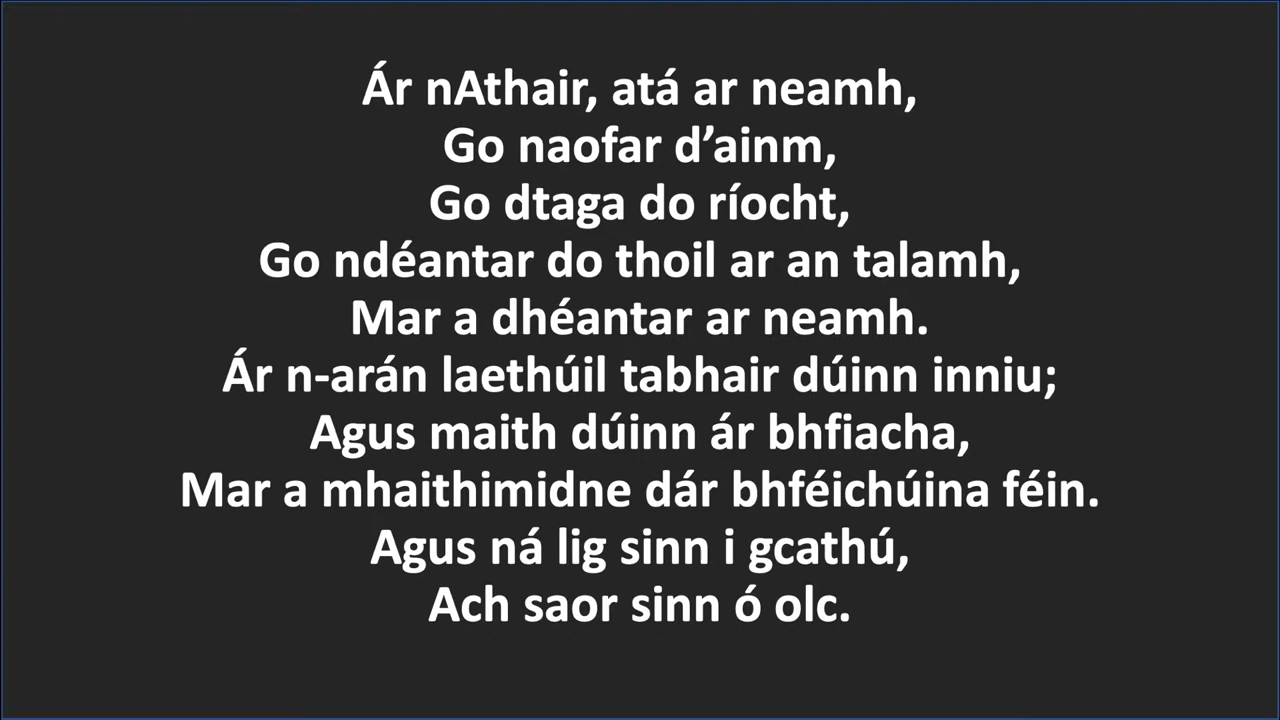 Ár nAthair, atá ar neamh,
Go naofar d’ainm,
Go dtaga do ríocht,
Go ndéantar do thoil ar an talamh,
Mar a dhéantar ar neamh.
Ár n-arán laethúil tabhair dúinn inniu;
Agus maith dúinn ár bhfiacha,
Mar a mhaithimidne dár bhféichúina féin.
Agus ná lig sinn i gcathú,
Ach saor sinn ó olc.